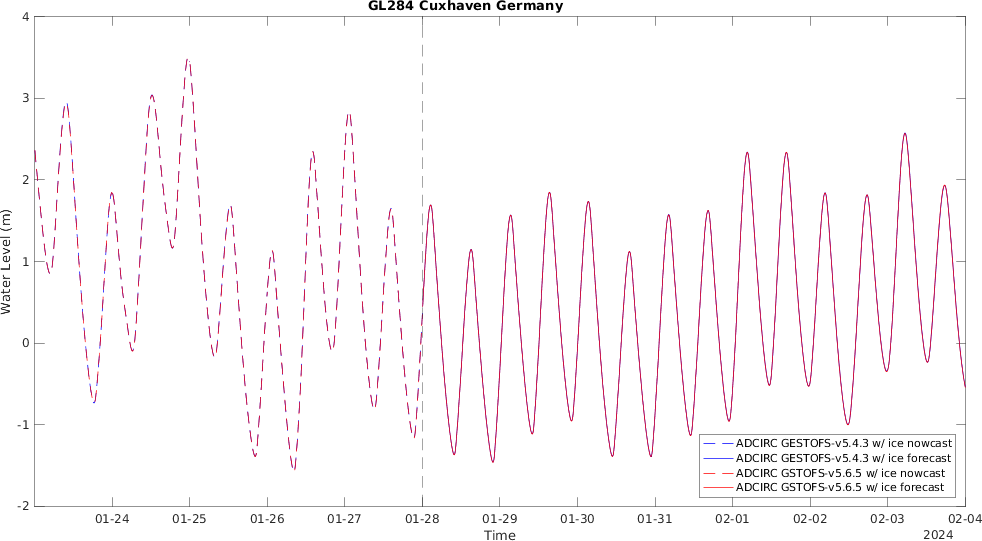 GL284 Cuxhaven Germany
4
3
2
1
0
-1
-2
Water Level (m)
ADCIRC GESTOFS-v5.4.3 w/ ice nowcast
ADCIRC GESTOFS-v5.4.3 w/ ice forecast
ADCIRC GSTOFS-v5.6.5 w/ ice nowcast
ADCIRC GSTOFS-v5.6.5 w/ ice forecast
01-24 01-25 01-26 01-27 01-28 01-29 01-30 01-31 02-01 02-02 02-03 02-04
Time
2024